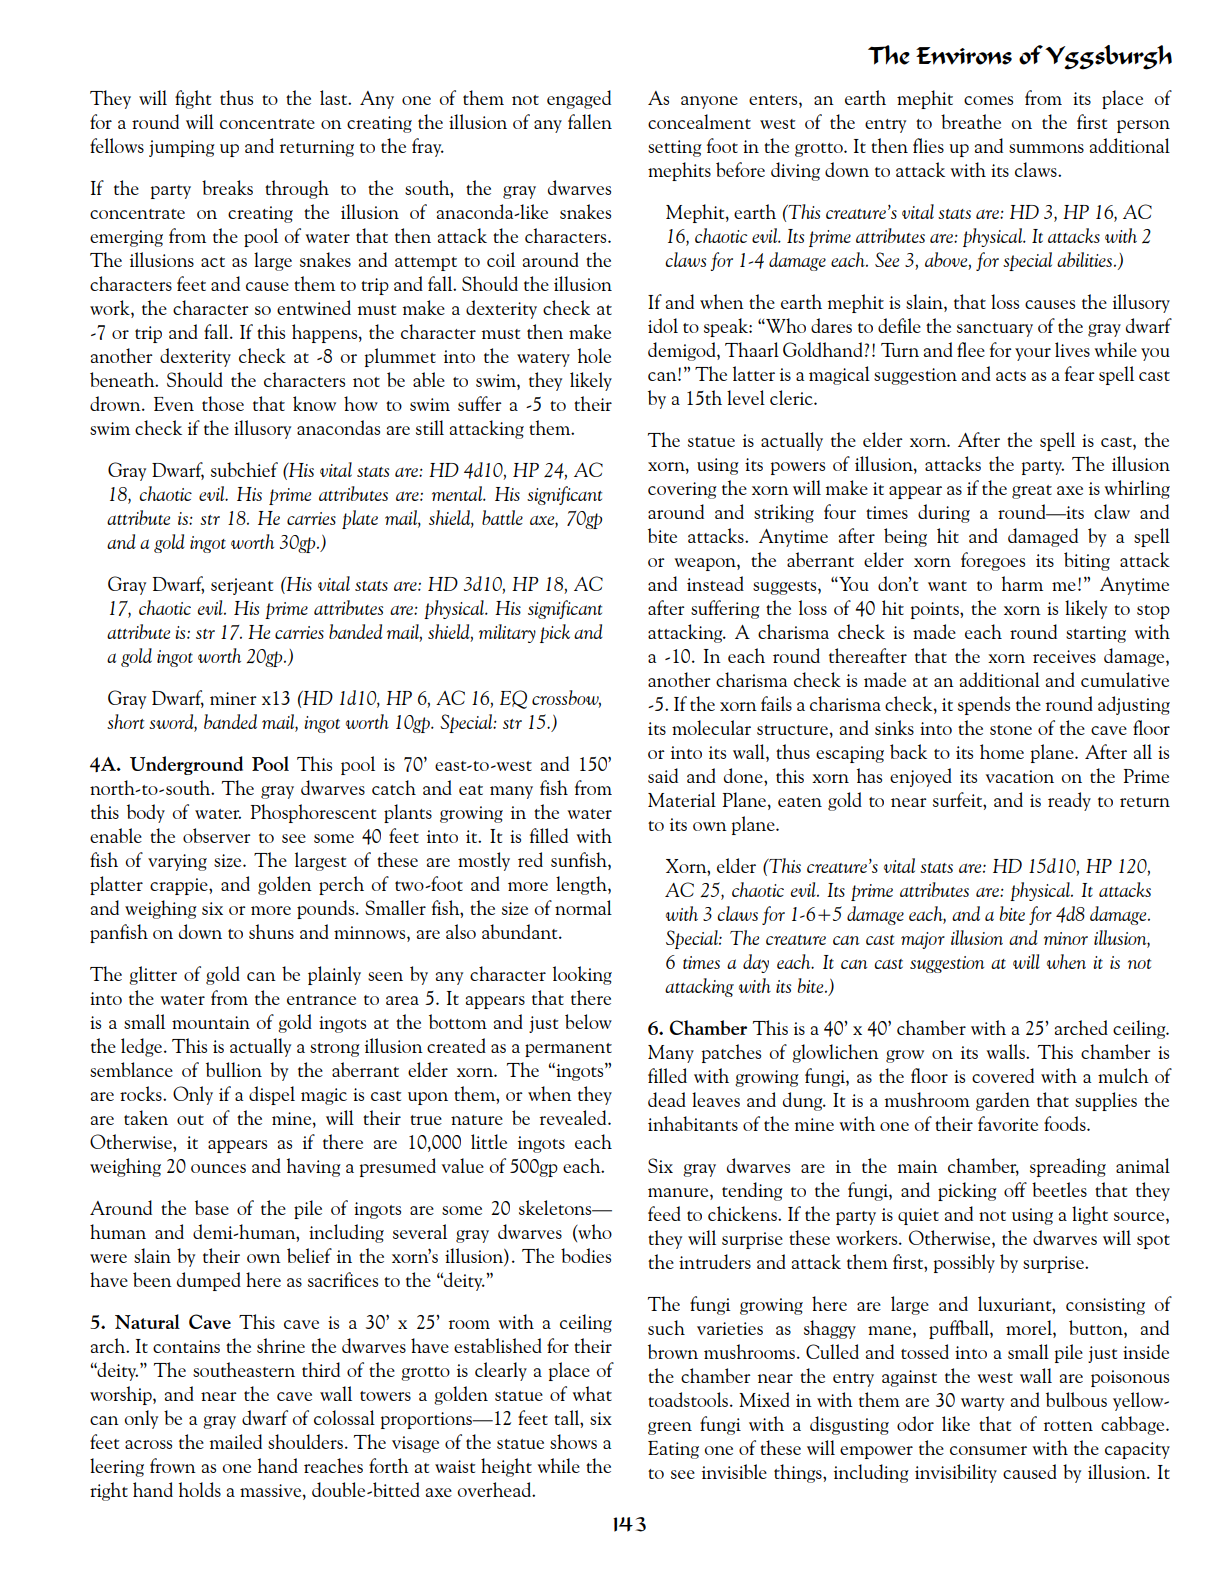 The Environs of Yggsburgh
They will fight thus to the last. Any one of them not engaged
for a round will concentrate on creating the illusion of any fallen
fellows jumping up and returning to the fray.
If the party breaks through to the south, the gray dwarves
concentrate on creating the illusion of anaconda-like snakes
emerging from the pool of water that then attack the characters.
The illusions act as large snakes and attempt to coil around the
characters feet and cause them to trip and fall. Should the illusion
work, the character so entwined must make a dexterity check at
-7 or trip and fall. If this happens, the character must then make
another dexterity check at -8 or plummet into the watery hole
beneath. Should the characters not be able to swim, they likely
drown. Even those that know how to swim suffer a -5 to their
swim check if the illusory anacondas are still attacking them.
Gray Dwarf, subchief (His vital stats are: HD 4d10, HP 24, AC
18, chaotic evil. His prime attributes are: mental. His significant
attribute is: str 18. He carries plate mail, shield, battle axe, 70gp
and a gold ingot worth 30gp.)
Gray Dwarf, serjeant (His vital stats are: HD 3d10, HP 18, AC
17, chaotic evil. His prime attributes are: physical. His significant
attribute is: str 17. He carries banded mail, shield, military pick and
a gold ingot worth 20gp.)
Gray Dwarf, miner x13 (HD 1d10, HP 6, AC 16, EQ crossbow,
short sword, banded mail, ingot worth 10gp. Special: str 15.)
4A. Underground Pool This pool is 70’ east-to-west and 150’
north-to-south. The gray dwarves catch and eat many fish from
this body of water. Phosphorescent plants growing in the water
enable the observer to see some 40 feet into it. It is filled with
fish of varying size. The largest of these are mostly red sunfish,
platter crappie, and golden perch of two-foot and more length,
and weighing six or more pounds. Smaller fish, the size of normal
panfish on down to shuns and minnows, are also abundant.
The glitter of gold can be plainly seen by any character looking
into the water from the entrance to area 5. It appears that there
is a small mountain of gold ingots at the bottom and just below
the ledge. This is actually a strong illusion created as a permanent
semblance of bullion by the aberrant elder xorn. The “ingots”
are rocks. Only if a dispel magic is cast upon them, or when they
are taken out of the mine, will their true nature be revealed.
Otherwise, it appears as if there are 10,000 little ingots each
weighing 20 ounces and having a presumed value of 500gp each.
Around the base of the pile of ingots are some 20 skeletons—
human and demi-human, including several gray dwarves (who
were slain by their own belief in the xorn’s illusion). The bodies
have been dumped here as sacrifices to the “deity.”
5. Natural Cave This cave is a 30’ x 25’ room with a ceiling
arch. It contains the shrine the dwarves have established for their
“deity.” The southeastern third of the grotto is clearly a place of
worship, and near the cave wall towers a golden statue of what
can only be a gray dwarf of colossal proportions—12 feet tall, six
feet across the mailed shoulders. The visage of the statue shows a
leering frown as one hand reaches forth at waist height while the
right hand holds a massive, double-bitted axe overhead.
As anyone enters, an earth mephit comes from its place of
concealment west of the entry to breathe on the first person
setting foot in the grotto. It then flies up and summons additional
mephits before diving down to attack with its claws.
Mephit, earth (This creature’s vital stats are: HD 3, HP 16, AC
16, chaotic evil. Its prime attributes are: physical. It attacks with 2
claws for 1-4 damage each. See 3, above, for special abilities.)
If and when the earth mephit is slain, that loss causes the illusory
idol to speak: “Who dares to defile the sanctuary of the gray dwarf
demigod, Thaarl Goldhand?! Turn and flee for your lives while you
can!” The latter is a magical suggestion and acts as a fear spell cast
by a 15th level cleric.
The statue is actually the elder xorn. After the spell is cast, the
xorn, using its powers of illusion, attacks the party. The illusion
covering the xorn will make it appear as if the great axe is whirling
around and striking four times during a round—its claw and
bite attacks. Anytime after being hit and damaged by a spell
or weapon, the aberrant elder xorn foregoes its biting attack
and instead suggests, “You don’t want to harm me!” Anytime
after suffering the loss of 40 hit points, the xorn is likely to stop
attacking. A charisma check is made each round starting with
a -10. In each round thereafter that the xorn receives damage,
another charisma check is made at an additional and cumulative
-5. If the xorn fails a charisma check, it spends the round adjusting
its molecular structure, and sinks into the stone of the cave floor
or into its wall, thus escaping back to its home plane. After all is
said and done, this xorn has enjoyed its vacation on the Prime
Material Plane, eaten gold to near surfeit, and is ready to return
to its own plane.
Xorn, elder (This creature’s vital stats are: HD 15d10, HP 120,
AC 25, chaotic evil. Its prime attributes are: physical. It attacks
with 3 claws for 1-6+5 damage each, and a bite for 4d8 damage.
Special: The creature can cast major illusion and minor illusion,
6 times a day each. It can cast suggestion at will when it is not
attacking with its bite.)
6. Chamber This is a 40’ x 40’ chamber with a 25’ arched ceiling.
Many patches of glowlichen grow on its walls. This chamber is
filled with growing fungi, as the floor is covered with a mulch of
dead leaves and dung. It is a mushroom garden that supplies the
inhabitants of the mine with one of their favorite foods.
Six gray dwarves are in the main chamber, spreading animal
manure, tending to the fungi, and picking off beetles that they
feed to chickens. If the party is quiet and not using a light source,
they will surprise these workers. Otherwise, the dwarves will spot
the intruders and attack them first, possibly by surprise.
The fungi growing here are large and luxuriant, consisting of
such varieties as shaggy mane, puffball, morel, button, and
brown mushrooms. Culled and tossed into a small pile just inside
the chamber near the entry against the west wall are poisonous
toadstools. Mixed in with them are 30 warty and bulbous yellow-
green fungi with a disgusting odor like that of rotten cabbage.
Eating one of these will empower the consumer with the capacity
to see invisible things, including invisibility caused by illusion. It
143